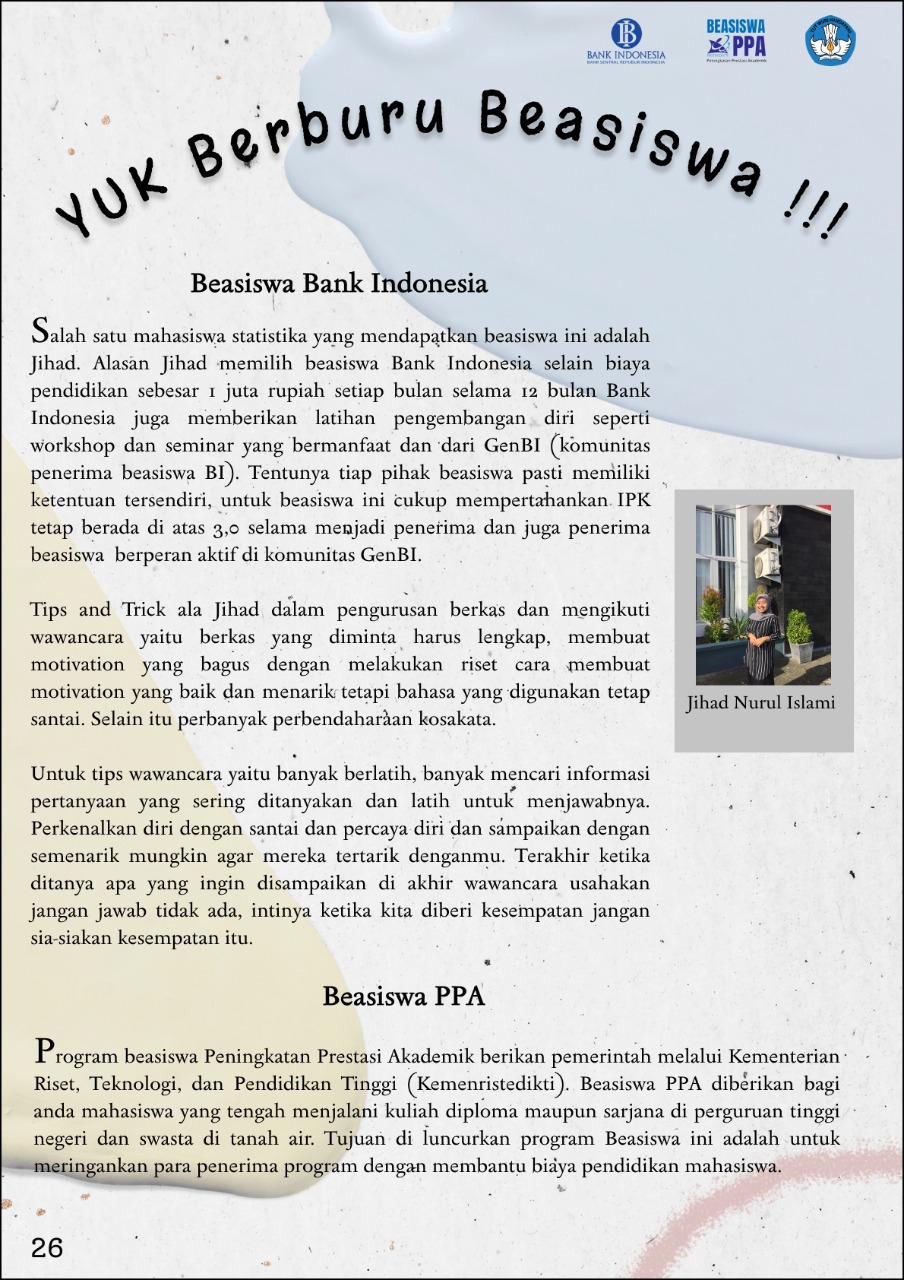 BANK INDONESIA
BANK SENTRAL REPUBLIK INDONESIA
BEASISWA
PPA
Peningkatan Prestasi Akademik
TUT WURI HANDAYANI
YUK Berburu Beasiswa !!!
Beasiswa Bank Indonesia
Salah satu mahasiswa statistika yang mendapatkan beasiswa ini adalah
Jihad. Alasan Jihad memilih beasiswa Bank Indonesia selain biaya
pendidikan sebesar 1 juta rupiah setiap bulan selama 12 bulan Bank
Indonesia juga memberikan latihan pengembangan diri seperti
workshop dan seminar yang bermanfaat dan dari GenBI (komunitas
penerima beasiswa BI). Tentunya tiap pihak beasiswa pasti memiliki
ketentuan tersendiri, untuk beasiswa ini cukup mempertahankan IPK
tetap berada di atas 3,0 selama menjadi penerima dan juga penerima
beasiswa berperan aktif di komunitas GenBI.
Tips and Trick ala Jihad dalam pengurusan berkas dan mengikuti
wawancara yaitu berkas yang diminta harus lengkap, membuat
motivation yang bagus dengan melakukan riset cara membuat
motivation yang baik dan menarik tetapi bahasa yang digunakan tetap
santai. Selain itu perbanyak perbendaharaan kosakata.
Jihad Nurul Islami
Untuk tips wawancara yaitu banyak berlatih, banyak mencari informasi
pertanyaan yang sering ditanyakan dan latih untuk menjawabnya.
Perkenalkan diri dengan santai dan percaya diri dan sampaikan dengan
semenarik mungkin agar mereka tertarik denganmu. Terakhir ketika
ditanya apa yang ingin disampaikan di akhir wawancara usahakan
jangan jawab tidak ada, intinya ketika kita diberi kesempatan jangan
sia-siakan kesempatan itu.
Beasiswa PPA
Program beasiswa Peningkatan Prestasi Akademik berikan pemerintah melalui Kementerian
Riset, Teknologi, dan Pendidikan Tinggi (Kemenristedikti). Beasiswa PPA diberikan bagi
anda mahasiswa yang tengah menjalani kuliah diploma maupun sarjana di perguruan tinggi
negeri dan swasta di tanah air. Tujuan di luncurkan program Beasiswa ini adalah untuk
meringankan para penerima program dengan membantu biaya pendidikan mahasiswa.
26